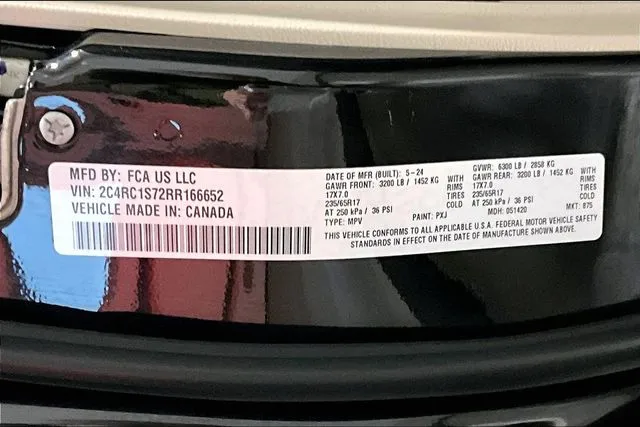 MFD BY: FCA US LLC
VIN: 2C4RC1S72RR166652
VEHICLE MADE IN: CANADA
DATE OF MFR (BUILT): 5-24
GAWR FRONT: 3200 LB / 1452 KG WITH
17X7.0 RIMS
235/65R17 TIRES
AT 250 kPa / 36 PSI COLD
TYPE: MPV PAINT: PXJ
GVWR: 6300 LB / 2858 KG
GAWR REAR: 3200 LB / 1452 KG WITH
17X7.0 RIMS
235/65R17 TIRES
AT 250 kPa / 36 PSI COLD
MDH: 051420 MKT: 875
THIS VEHICLE CONFORMS TO ALL APPLICABLE U.S.A. FEDERAL MOTOR VEHICLE SAFETY
STANDARDS IN EFFECT ON THE DATE OF MANUFACTURE SHOWN ABOVE.